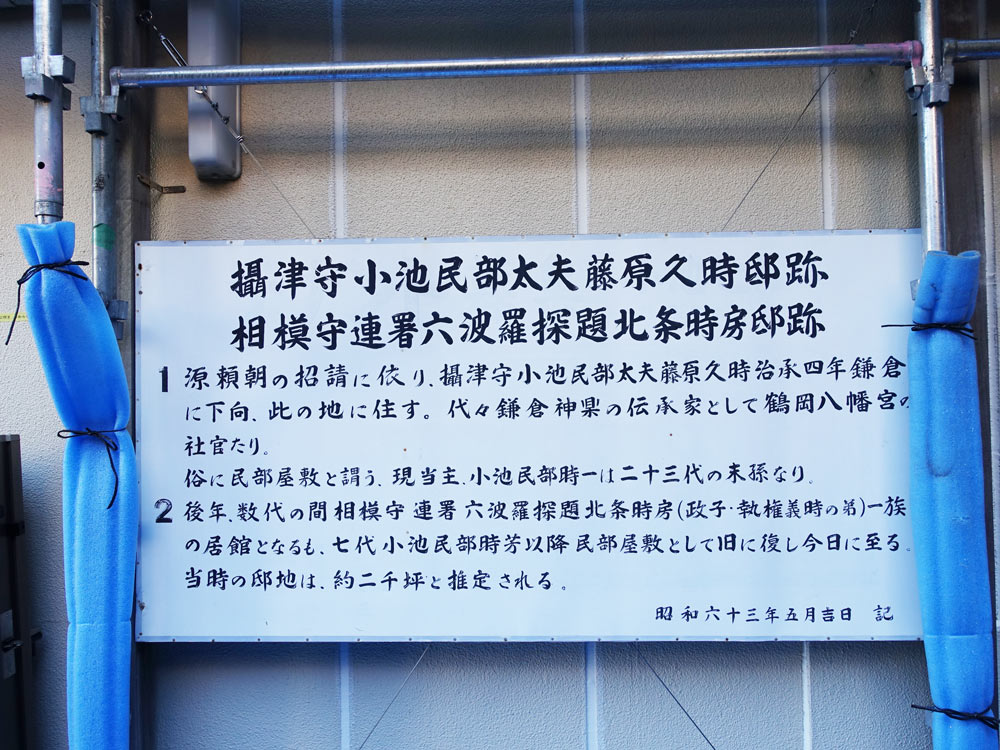 攝津守小池民部太夫藤原久時邸跡
相模守連署六波羅探題北条時房邸跡
1 源頼朝の招請に依り、攝津守小池民部太夫藤原久時治承四年鎌倉
に下向、此の地に住す。代々鎌倉神樂の伝承家として鶴岡八幡宮の
社官たり。
俗に民部屋敷と謂う、現当主、小池民部時一は二十三代の末孫なり。
2 後年、数代の間相模守連署六波羅探題北条時房(政子・執権義時の弟)一族
の居館となるも、七代小池民部時芳以降民部屋敷として旧に復し今日に至る。
当時の邸地は、約二千坪と推定される。
昭和六十三年五月吉日 記